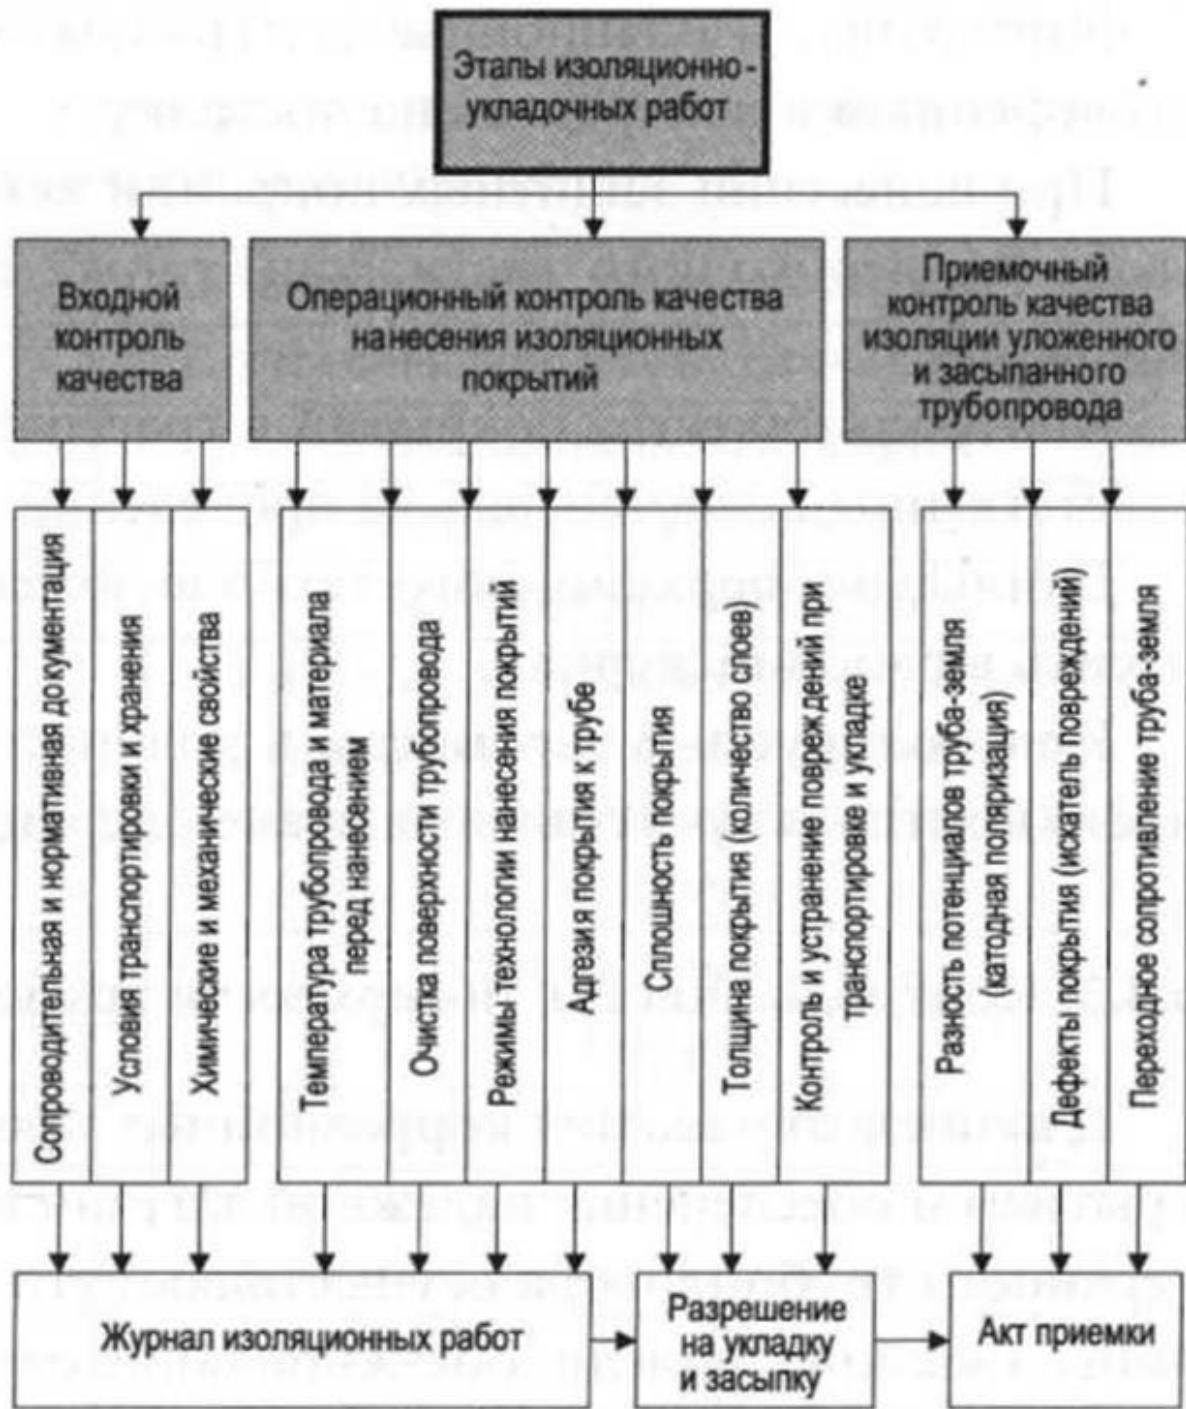 Этапы изоляционно-
укладочных работ
Входной
контроль
качества
Операционный контроль качества
нанесения изоляционных
покрытий
Приемочный
контроль качества
изоляции уложенного
и засыпанного
трубопровода
Сопроводительная и нормативная документация
Условия транспортировки и хранения
Химические и механические свойства
Температура трубопровода и материала
перед нанесением
Очистка поверхности трубопровода
Режимы технологии нанесения покрытий
Адгезия покрытия к трубе
Сплошность покрытия
Толщина покрытия (количество слоев)
Контроль и устранение повреждений при
транспортировке и укладке
Разность потенциалов труба-земля
(катодная поляризация)
Дефекты покрытия (искатель повреждений)
Переходное сопротивление труба-земля
Журнал изоляционных работ
Разрешение
на укладку
и засыпку
Акт приемки